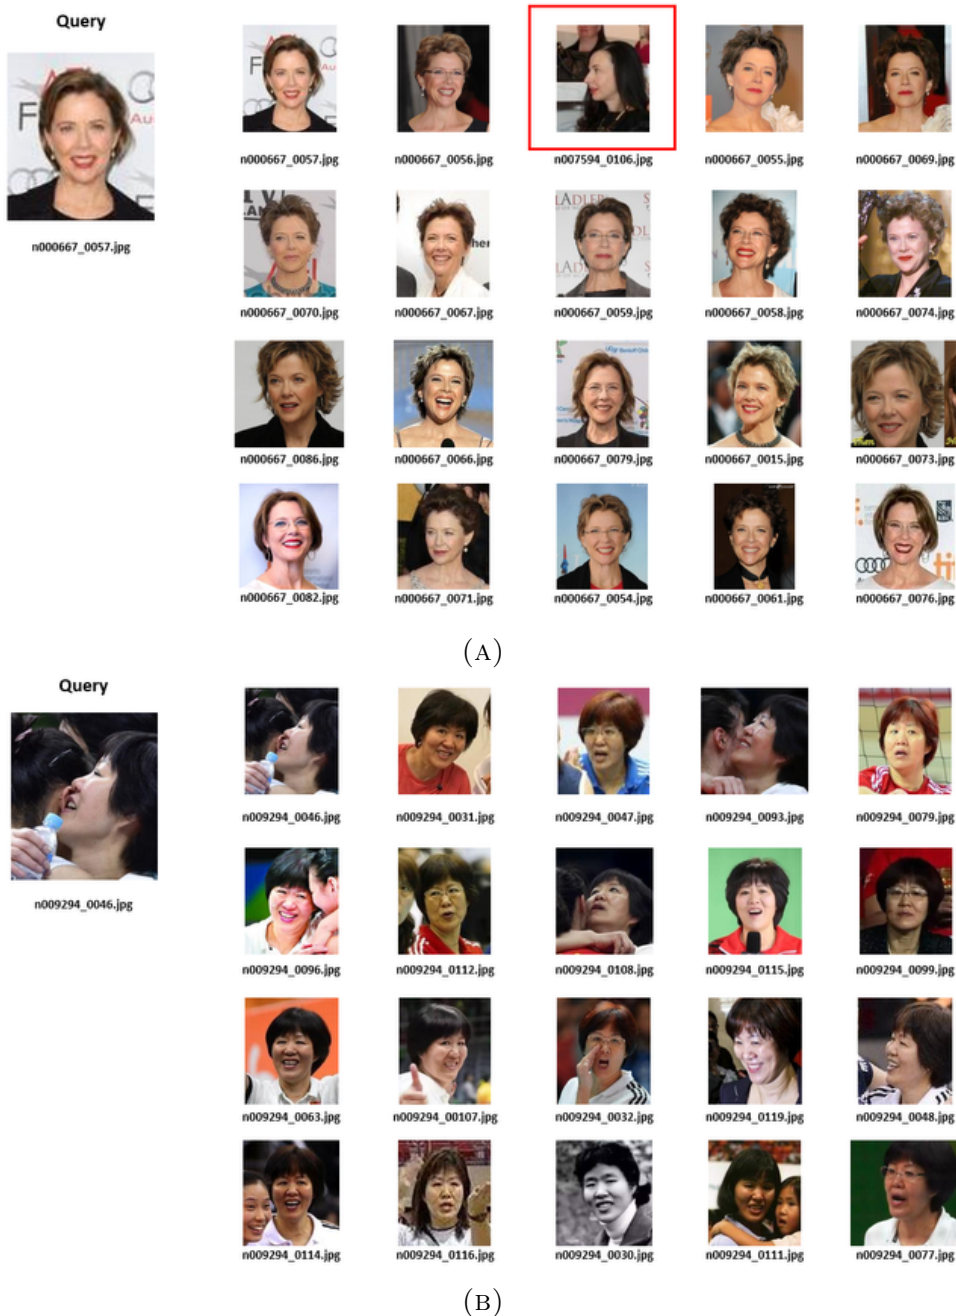 Query
n000667_0057.jpg
n000667_0057.jpg n000667_0056.jpg n007594_0106.jpg n000667_0055.jpg n000667_0069.jpg
n000667_0070.jpg n000667_0067.jpg n000667_0059.jpg n000667_0058.jpg n000667_0074.jpg
n000667_0086.jpg n000667_0066.jpg n000667_0079.jpg n000667_0015.jpg n000667_0073.jpg
n000667_0082.jpg n000667_0071.jpg n000667_0054.jpg n000667_0061.jpg n000667_0076.jpg
(A)
Query
n009294_0046.jpg
n009294_0046.jpg n009294_0031.jpg n009294_0047.jpg n009294_0093.jpg n009294_0079.jpg
n009294_0096.jpg n009294_0112.jpg n009294_0108.jpg n009294_0115.jpg n009294_0099.jpg
n009294_0063.jpg n009294_00107.jpg n009294_0032.jpg n009294_0119.jpg n009294_0048.jpg
n009294_0114.jpg n009294_0116.jpg n009294_0030.jpg n009294_0111.jpg n009294_0077.jpg
(B)